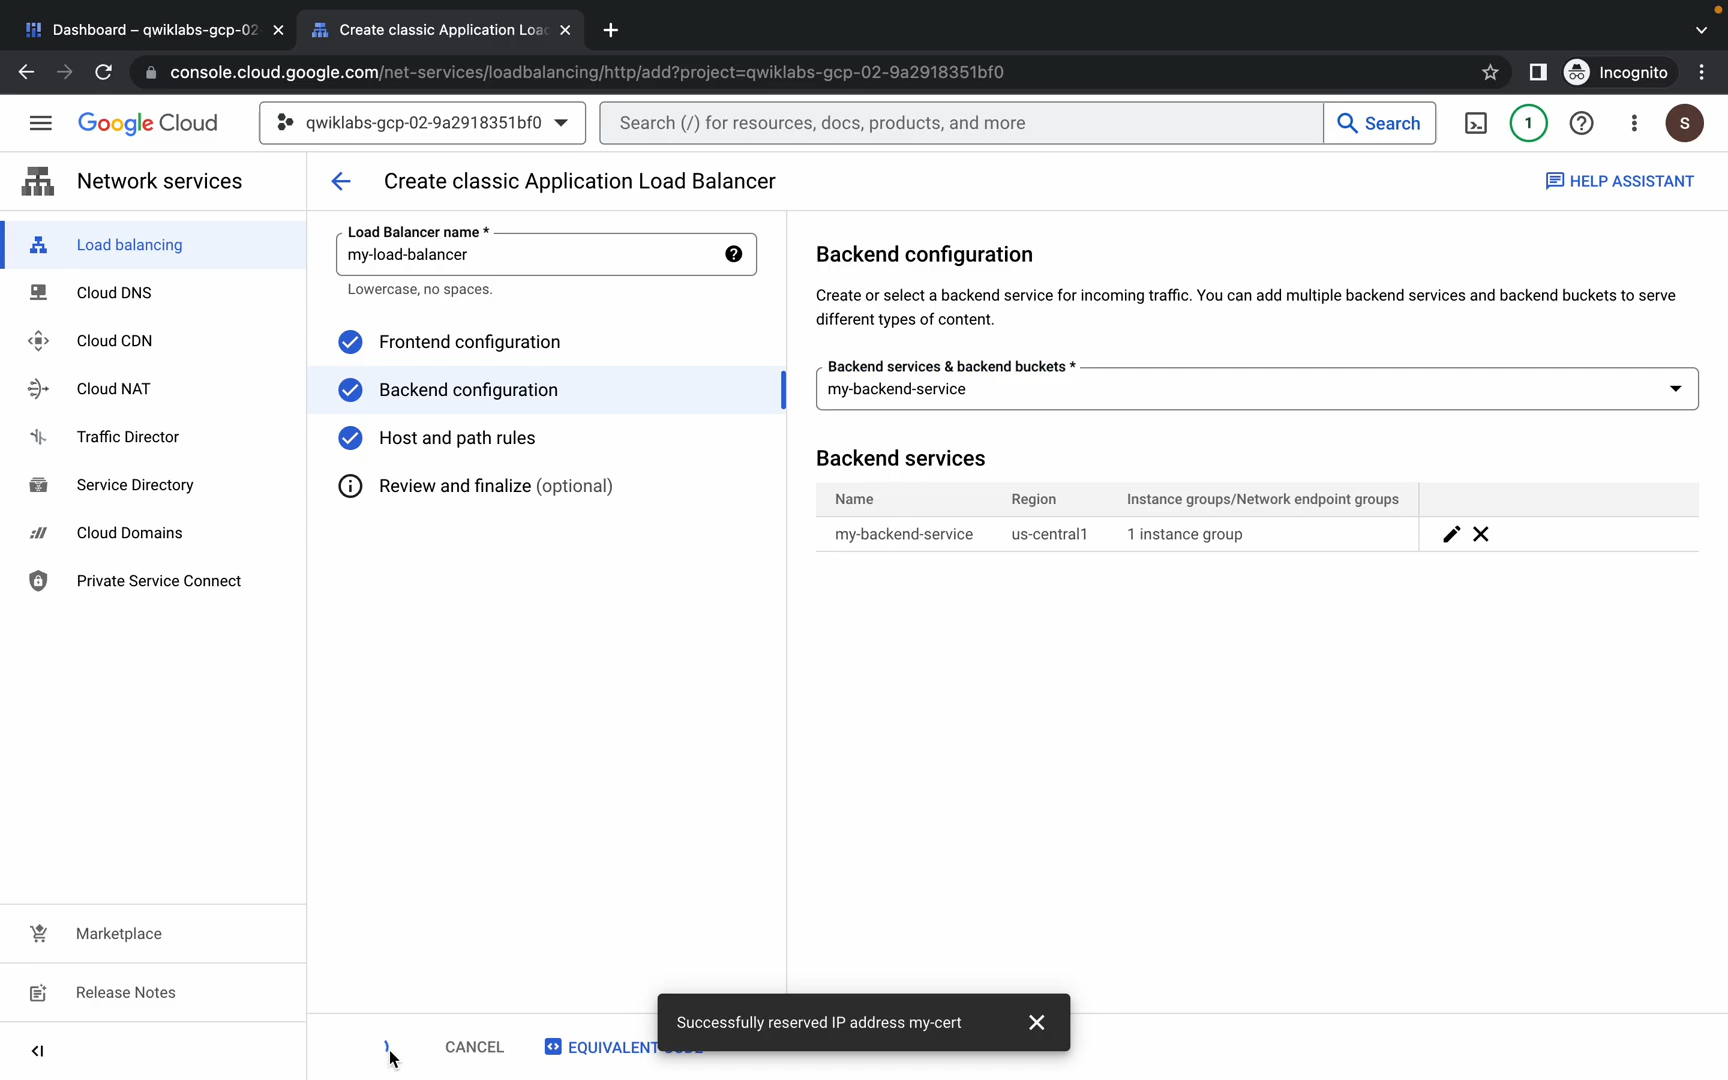 Dashboard – qwiklabs-gcp-02
Create classic Application Loa
console.cloud.google.com/net-services/loadbalancing/http/add?project=qwiklabs-gcp-02-9a2918351bf0
Incognito
Google Cloud
qwiklabs-gcp-02-9a2918351bf0
Search (/) for resources, docs, products, and more
Search
1
S
Network services
Create classic Application Load Balancer
HELP ASSISTANT
Load balancing
Cloud DNS
Cloud CDN
Cloud NAT
Traffic Director
Service Directory
Cloud Domains
Private Service Connect
Marketplace
Release Notes
Load Balancer name *
my-load-balancer
Lowercase, no spaces.
Frontend configuration
Backend configuration
Host and path rules
Review and finalize (optional)
Backend configuration
Create or select a backend service for incoming traffic. You can add multiple backend services and backend buckets to serve
different types of content.
Backend services & backend buckets *
my-backend-service
Backend services
Name Region Instance groups/Network endpoint groups
my-backend-service us-central1 1 instance group
CANCEL
EQUIVALENT
Successfully reserved IP address my-cert